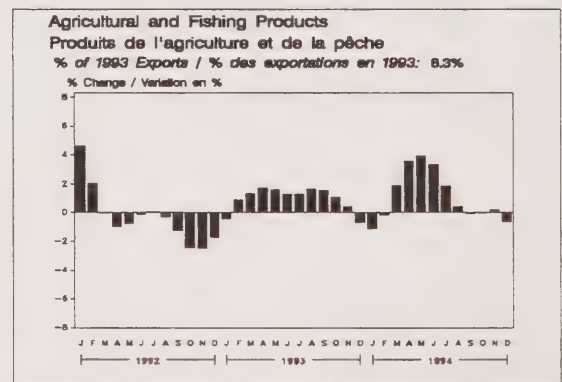 Agricultural and Fishing Products
Produits de l'agriculture et de la pêche
% of 1993 Exports / % des exportations en 1993: 8.3%
% Change / Variation en %
8
6
4
2
0
-2
-4
-6
-8
J F M A M J J A S O N D J F M A M J J A S O N D J F M A M J J A S O N D
1992 1993 1994